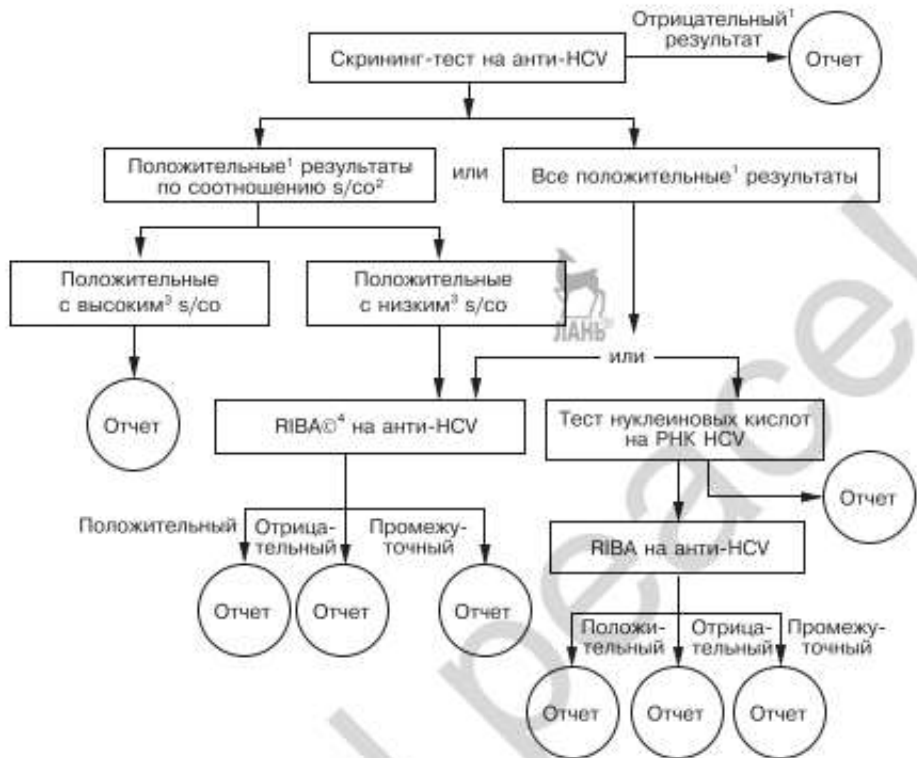 Отрицательный¹
результат
Скрининг-тест на анти-HCV
Отчет
Положительные¹ результаты
по соотношению s/co²
или
Все положительные¹ результаты
Положительные
с высоким³ s/co
Положительные
с низким³ s/co
ЛАНЬ®
или
Отчет
RIBA©⁴ на анти-HCV
Тест нуклеиновых кислот
на РНК HCV
Отчет
Положительный
Отрица-
тельный
Промежу-
точный
RIBA на анти-HCV
Отчет
Отчет
Отчет
Положи-
тельный
Отрица-
тельный
Промежу-
точный
Отчет
Отчет
Отчет
peace!